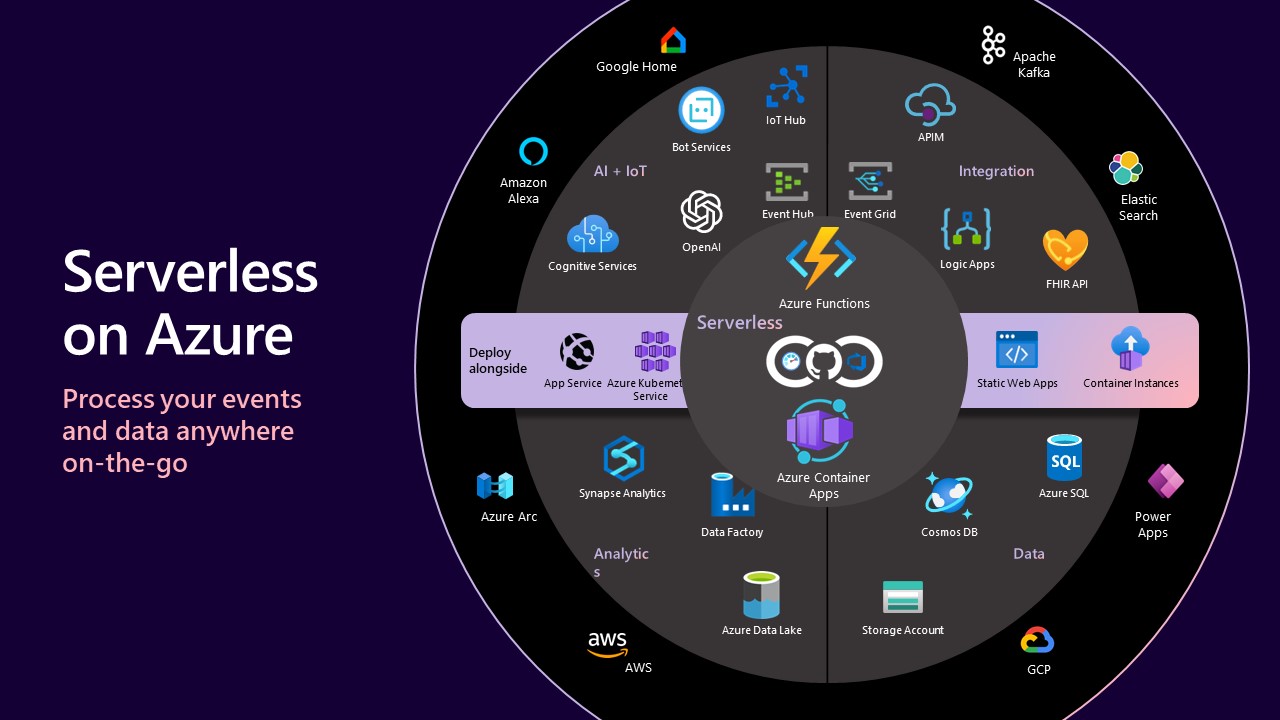 Serverless
on Azure
Process your events
and data anywhere
on-the-go
Google Home
Apache
Kafka
IoT Hub
APIM
Bot Services
AI + IoT
Integration
Amazon
Alexa
Elastic
Search
Event Hub
Event Grid
OpenAI
Cognitive Services
Logic Apps
FHIR API
Azure Functions
Serverless
Deploy
alongside
App Service
Azure Kubernet
Service
Static Web Apps
Container Instances
Azure Container
Apps
SQL
Synapse Analytics
Azure SQL
Azure Arc
Data Factory
Cosmos DB
Power
Apps
Analytic
s
Data
Azure Data Lake
Storage Account
aws
AWS
GCP